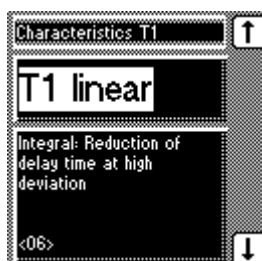 Characteristics T1
T1 linear
Integral: Reduction of
delay time at high
deviation
<06>